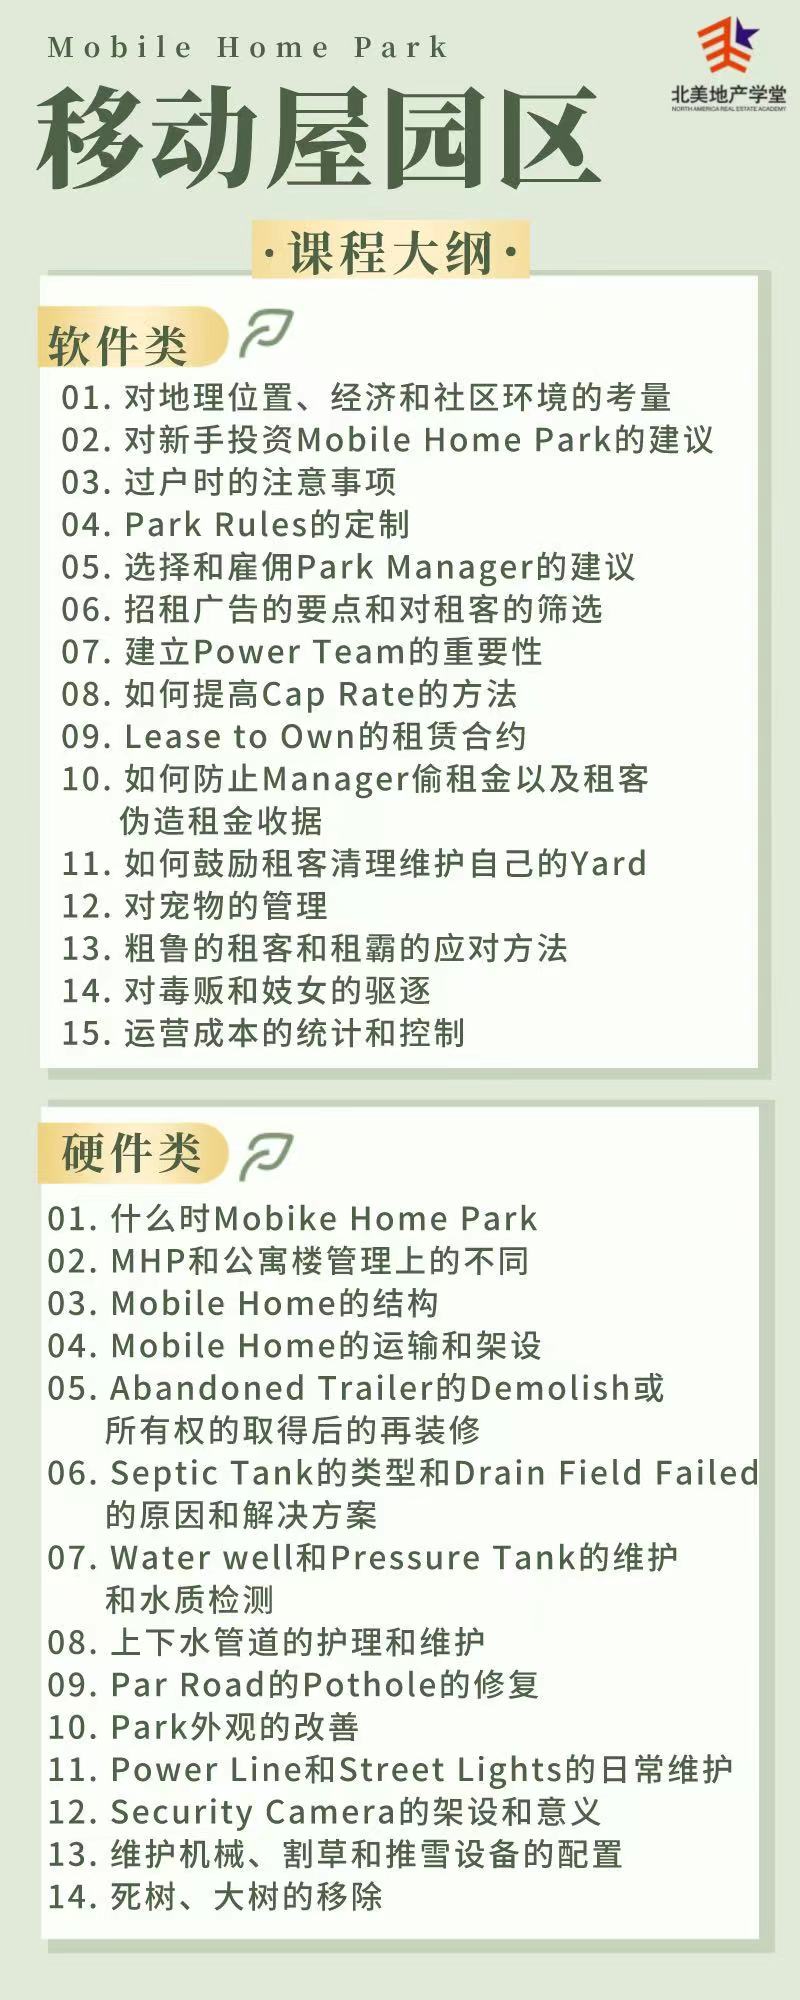 Mobile Home Park
北美地产学堂
NORTH AMERICA REAL ESTATE ACADEMY
移动屋园区
·课程大纲·
软件类
01. 对地理位置、经济和社区环境的考量
02. 对新手投资Mobile Home Park的建议
03. 过户时的注意事项
04. Park Rules的定制
05. 选择和雇佣Park Manager的建议
06. 招租广告的要点和对租客的筛选
07. 建立Power Team的重要性
08. 如何提高Cap Rate的方法
09. Lease to Own的租赁合约
10. 如何防止Manager偷租金以及租客
伪造租金收据
11. 如何鼓励租客清理维护自己的Yard
12. 对宠物的管理
13. 粗鲁的租客和租霸的应对方法
14. 对毒贩和妓女的驱逐
15. 运营成本的统计和控制
硬件类
01. 什么时Mobike Home Park
02. MHP和公寓楼管理上的不同
03. Mobile Home的结构
04. Mobile Home的运输和架设
05. Abandoned Trailer的Demolish或
所有权的取得后的再装修
06. Septic Tank的类型和Drain Field Failed
的原因和解决方案
07. Water well和Pressure Tank的维护
和水质检测
08. 上下水管道的护理和维护
09. Par Road的Pothole的修复
10. Park外观的改善
11. Power Line和Street Lights的日常维护
12. Security Camera的架设和意义
13. 维护机械、割草和推雪设备的配置
14. 死树、大树的移除